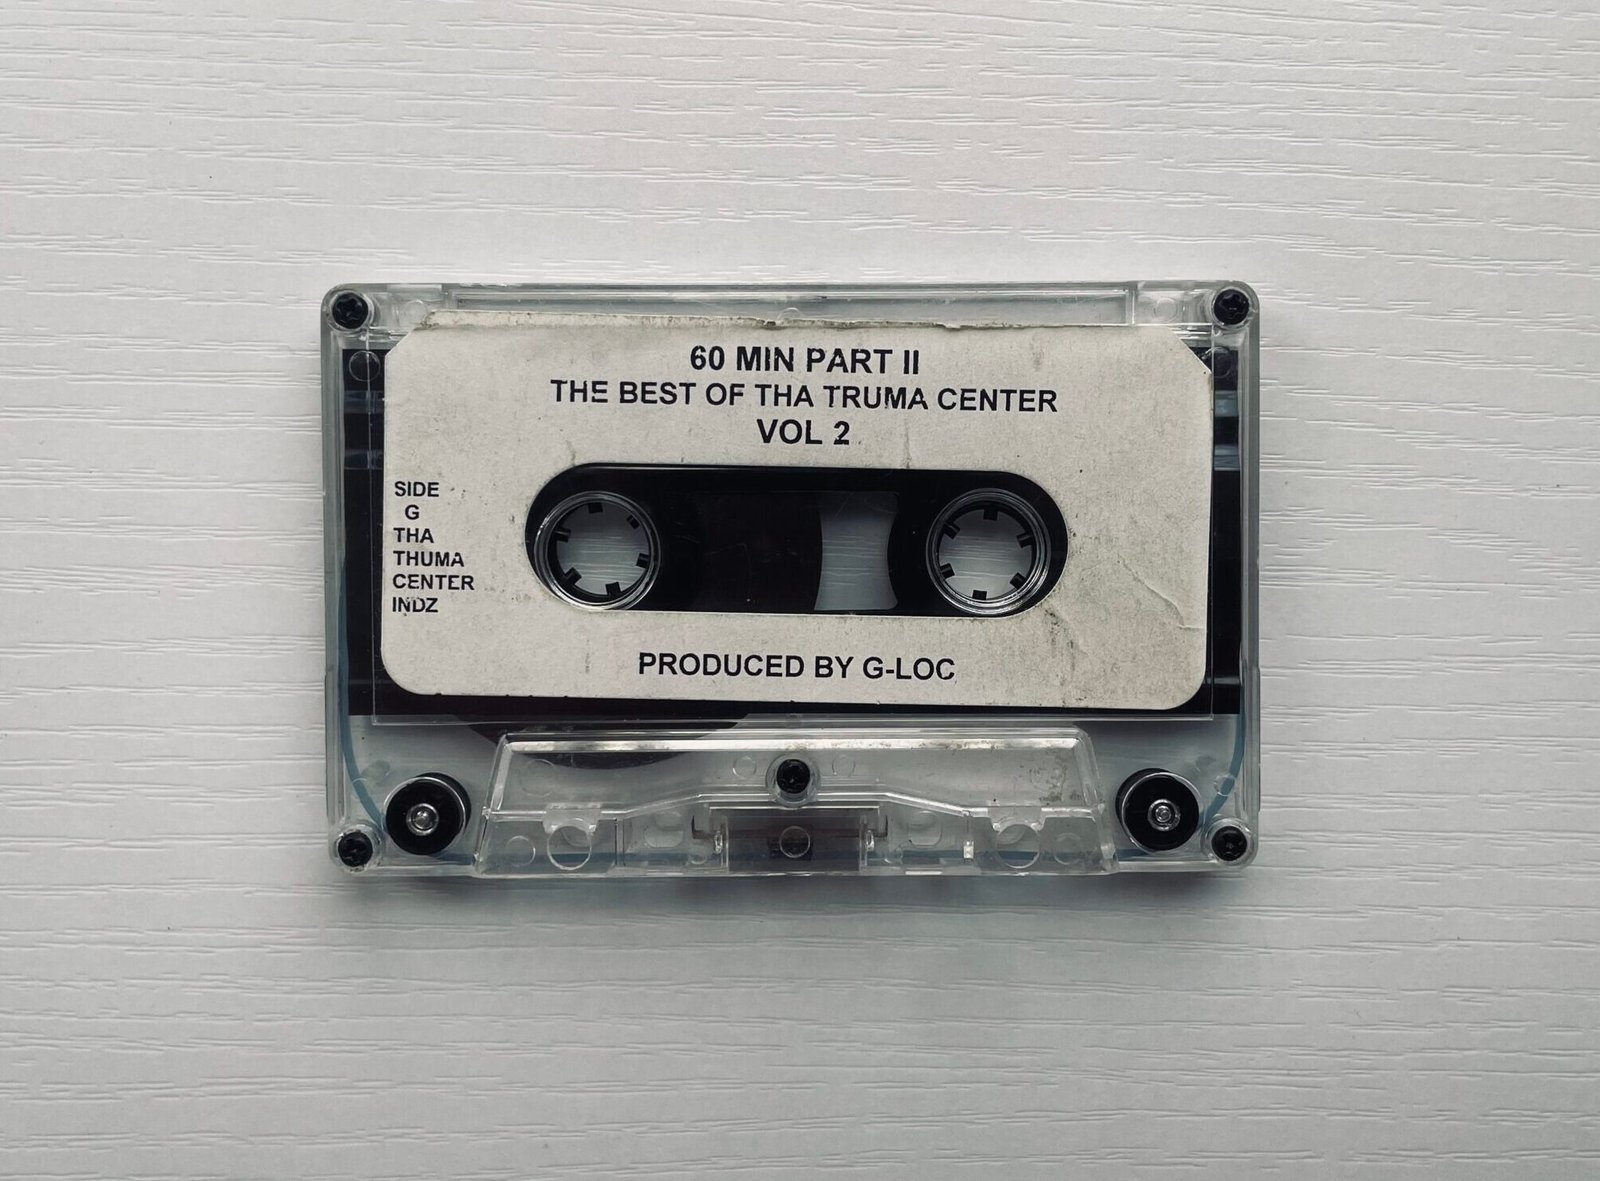 60 MIN PART II
THE BEST OF THA TRUMA CENTER
VOL 2
SIDE
G
THA
THUMA
CENTER
INDZ
PRODUCED BY G-LOC